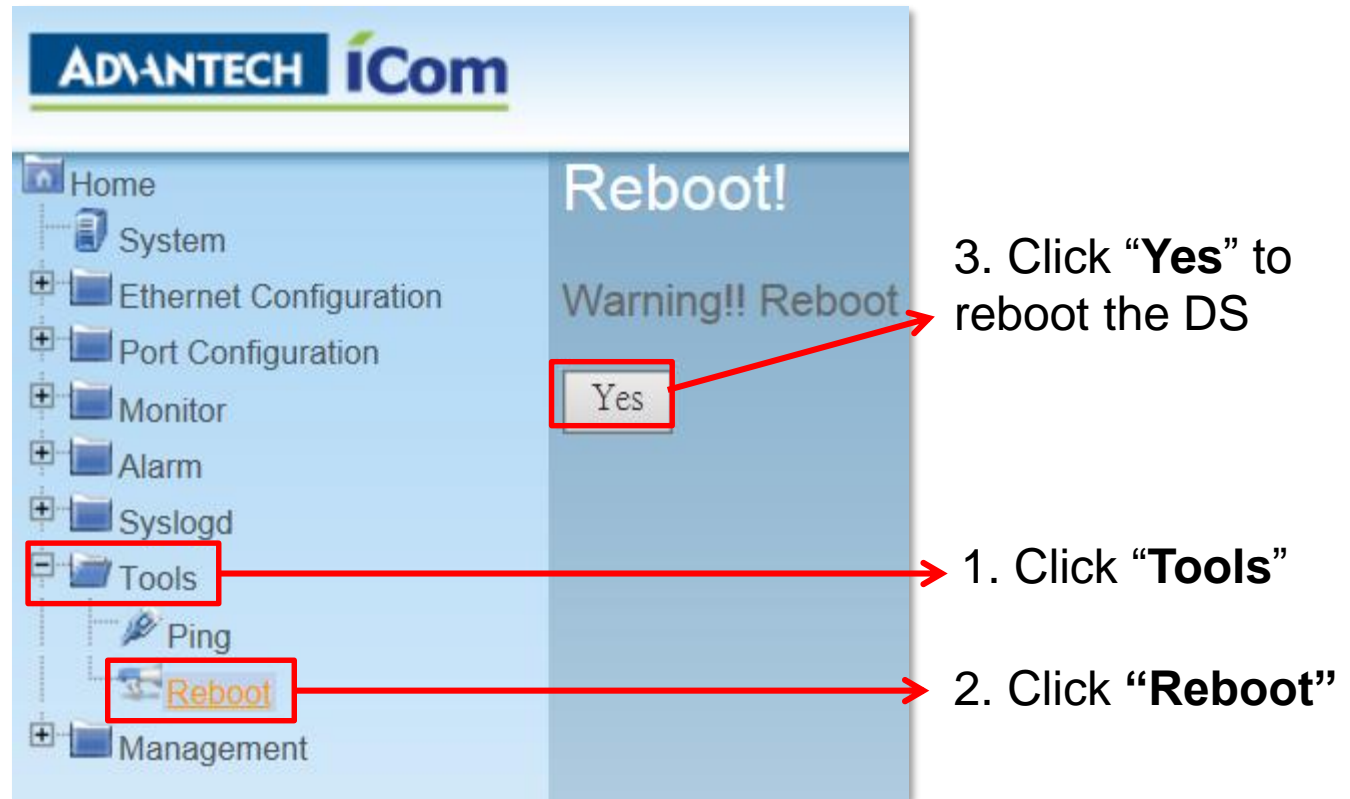 ADVANTECH iCom
Home
System
Ethernet Configuration
Port Configuration
Monitor
Alarm
Syslogd
Tools
Ping
Reboot
Management
Reboot!
Warning!! Reboot
Yes
3. Click “Yes” to
reboot the DS
1. Click “Tools”
2. Click “Reboot”